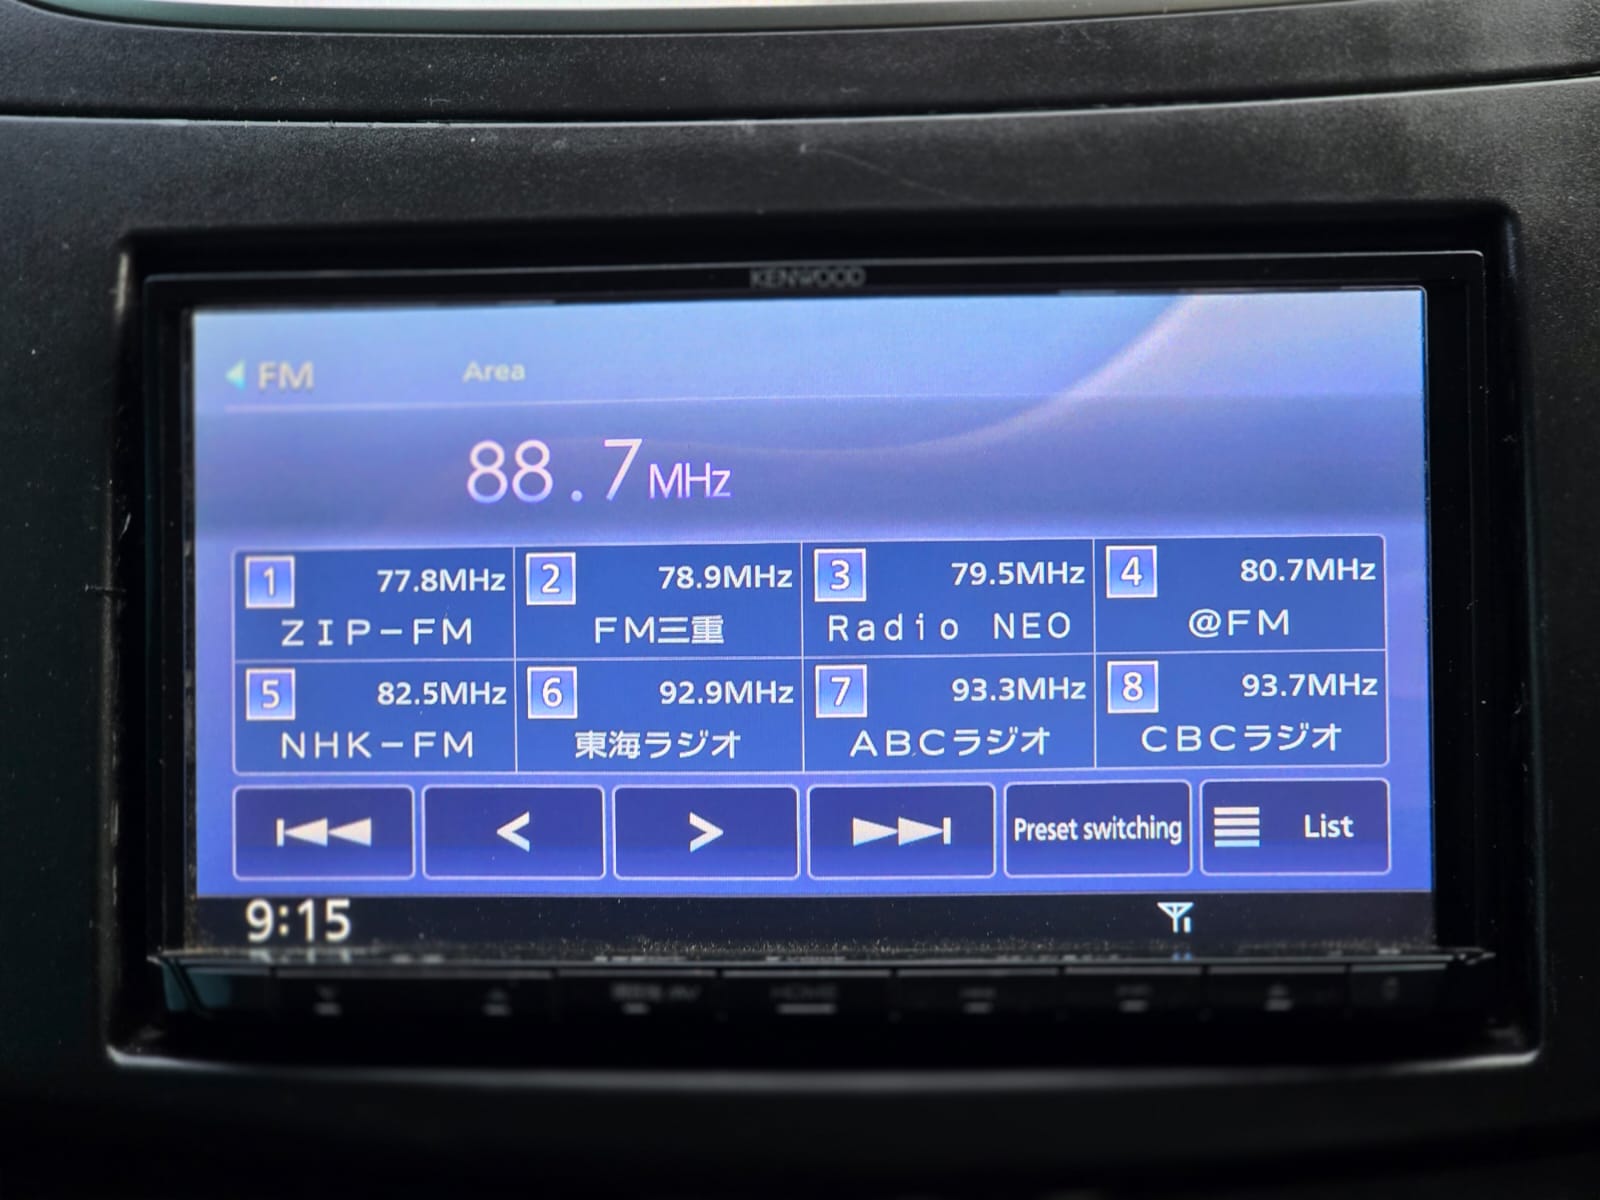 KENWOOD
FM Area
88.7MHz
1 77.8MHz
ZIP-FM
2 78.9MHz
FM三重
3 79.5MHz
Radio NEO
4 80.7MHz
@FM
5 82.5MHz
NHK-FM
6 92.9MHz
東海ラジオ
7 93.3MHz
ABCラジオ
8 93.7MHz
CBCラジオ
Preset switching
List
9:15
HOME